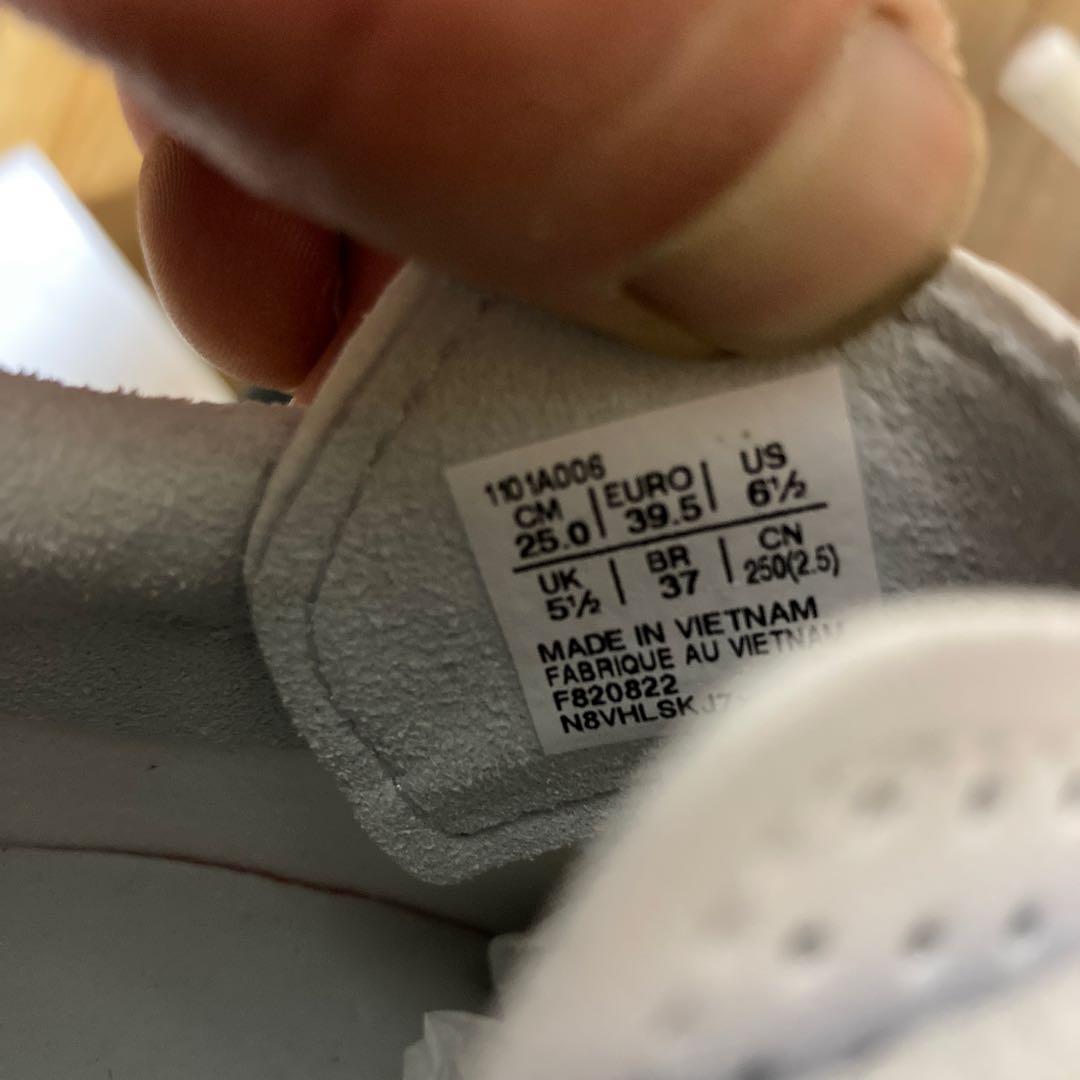 1101A006
CM | EURO | US
25.0 39.5 6½
UK | BR | CN
5½ 37 250(2.5)
MADE IN VIETNAM
FABRIQUE AU VIETNAM
F820822